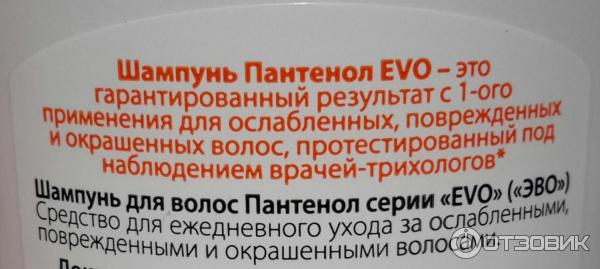 Шампунь Пантенол EVO – это
гарантированный результат с 1-ого
применения для ослабленных, поврежденных
и окрашенных волос, протестированный под
наблюдением врачей-трихологов*
Шампунь для волос Пантенол серии «EVO» («ЭВО»)
Средство для ежедневного ухода за ослабленными,
поврежденными и окрашенными волосами
ОТЗОВИК